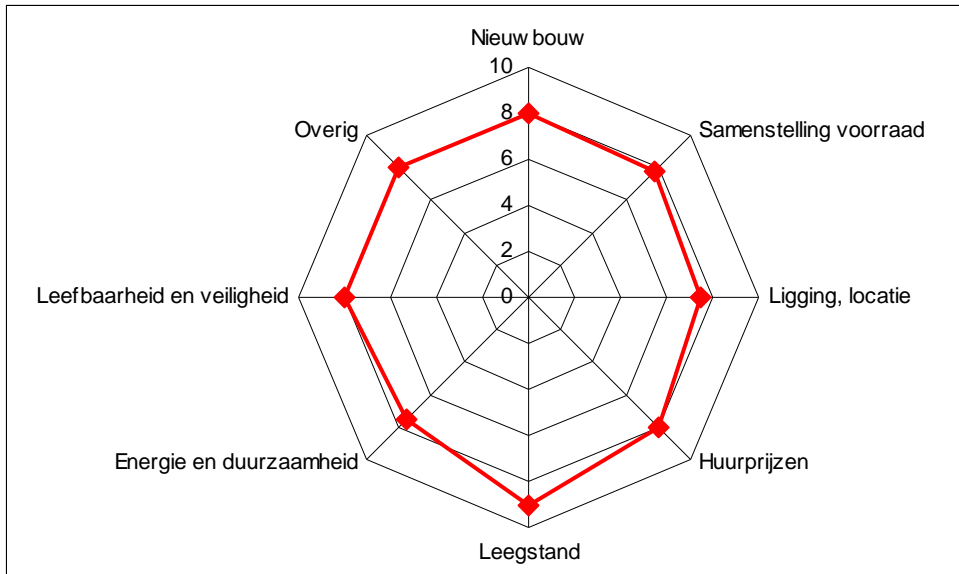 Nieuw bouw
10
Overig
8
Samenstelling voorraad
6
4
2
Leefbaarheid en veiligheid
0
Ligging, locatie
Energie en duurzaamheid
Huurprijzen
Leegstand